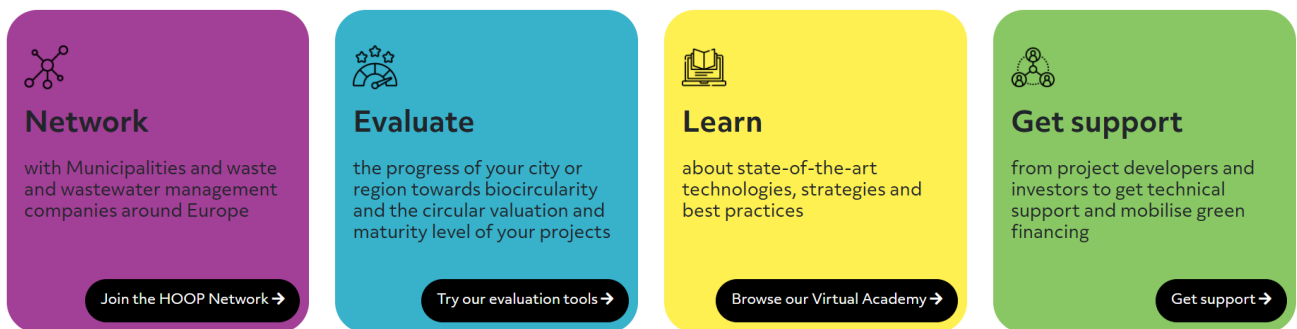 Network
with Municipalities and waste
and wastewater management
companies around Europe
Join the HOOP Network →
Evaluate
the progress of your city or
region towards biocircularity
and the circular valuation and
maturity level of your projects
Try our evaluation tools →
Learn
about state-of-the-art
technologies, strategies and
best practices
Browse our Virtual Academy →
Get support
from project developers and
investors to get technical
support and mobilise green
financing
Get support →